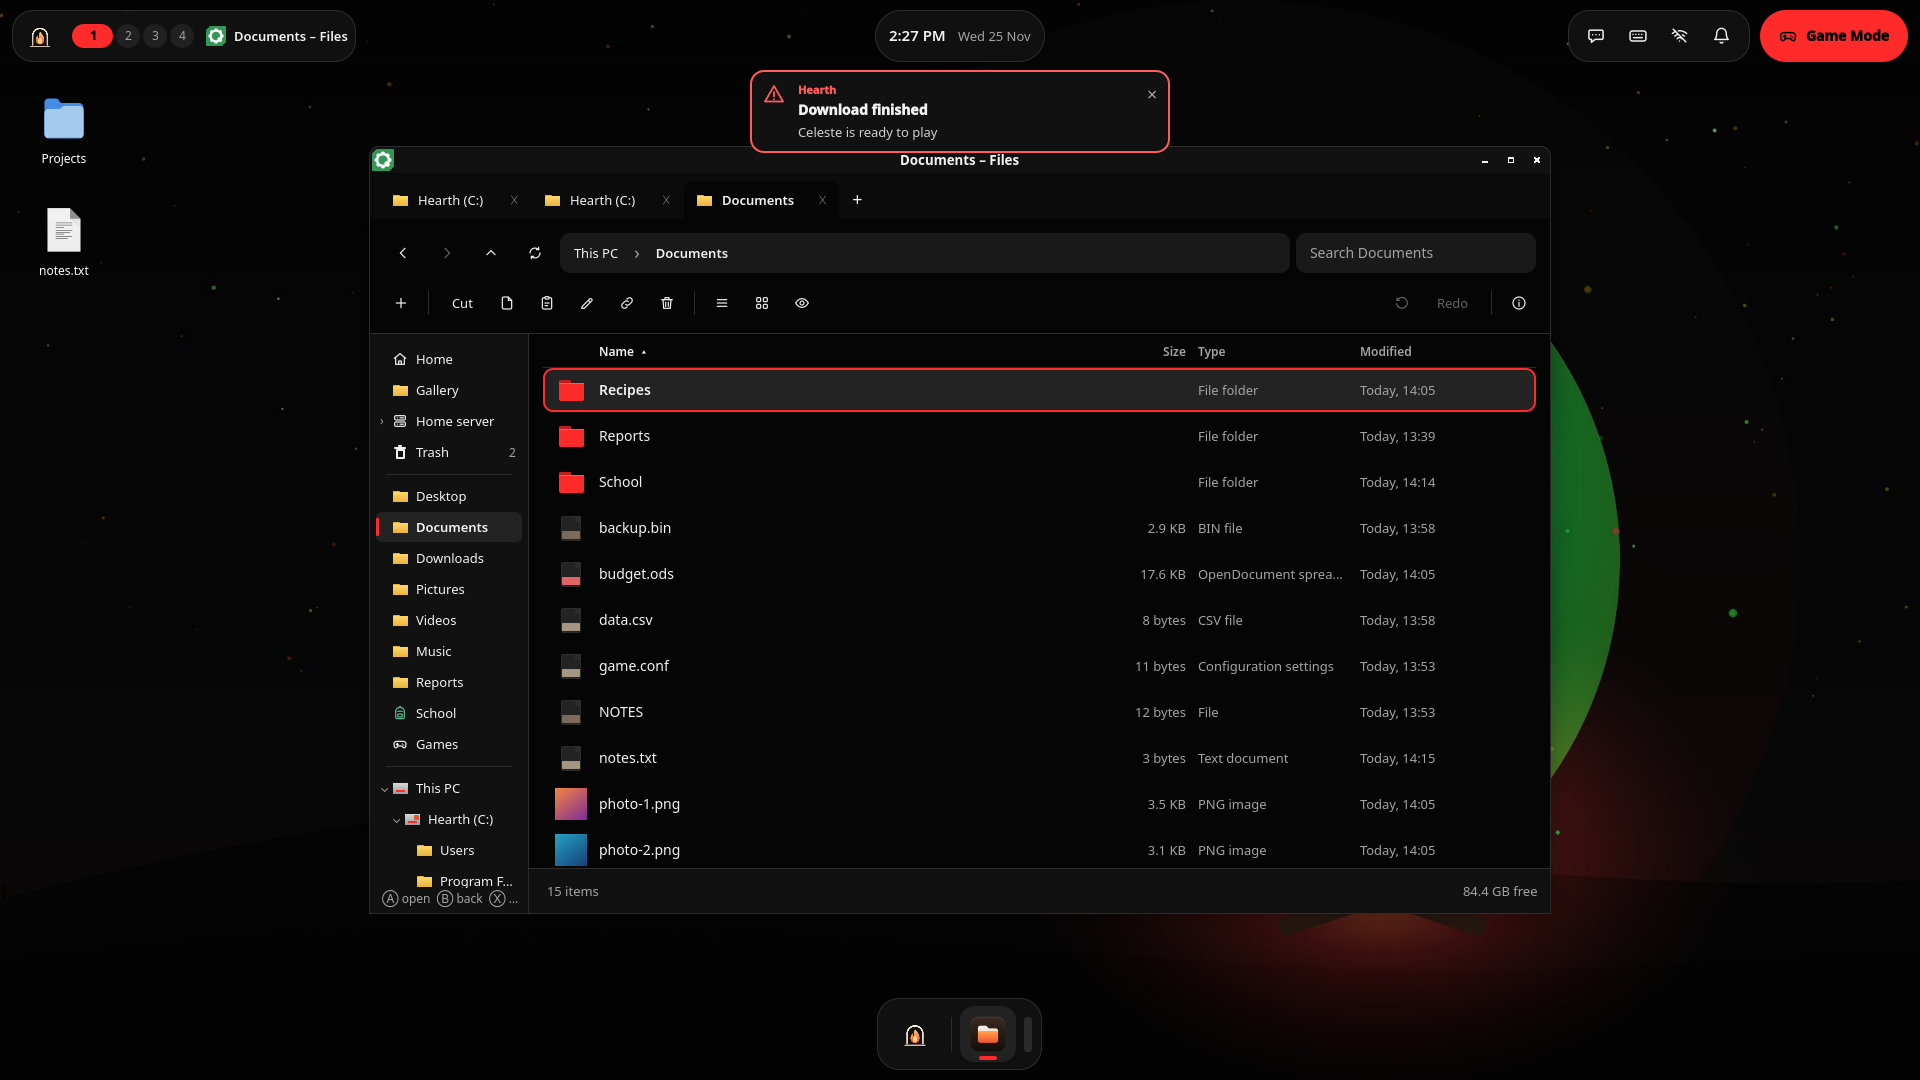 1 2 3 4 Documents – Files
2:27 PM Wed 25 Nov
Game Mode
Projects
notes.txt
Hearth
Download finished
Celeste is ready to play
Documents – Files
Hearth (C:) X Hearth (C:) X Documents X +
This PC › Documents
Search Documents
Cut
Redo
Home
Gallery
Home server
Trash 2
Desktop
Documents
Downloads
Pictures
Videos
Music
Reports
School
Games
This PC
Hearth (C:)
Users
Program F...
A open B back X ...
Name Size Type Modified
Recipes File folder Today, 14:05
Reports File folder Today, 13:39
School File folder Today, 14:14
backup.bin 2.9 KB BIN file Today, 13:58
budget.ods 17.6 KB OpenDocument sprea... Today, 14:05
data.csv 8 bytes CSV file Today, 13:58
game.conf 11 bytes Configuration settings Today, 13:53
NOTES 12 bytes File Today, 13:53
notes.txt 3 bytes Text document Today, 14:15
photo-1.png 3.5 KB PNG image Today, 14:05
photo-2.png 3.1 KB PNG image Today, 14:05
15 items 84.4 GB free